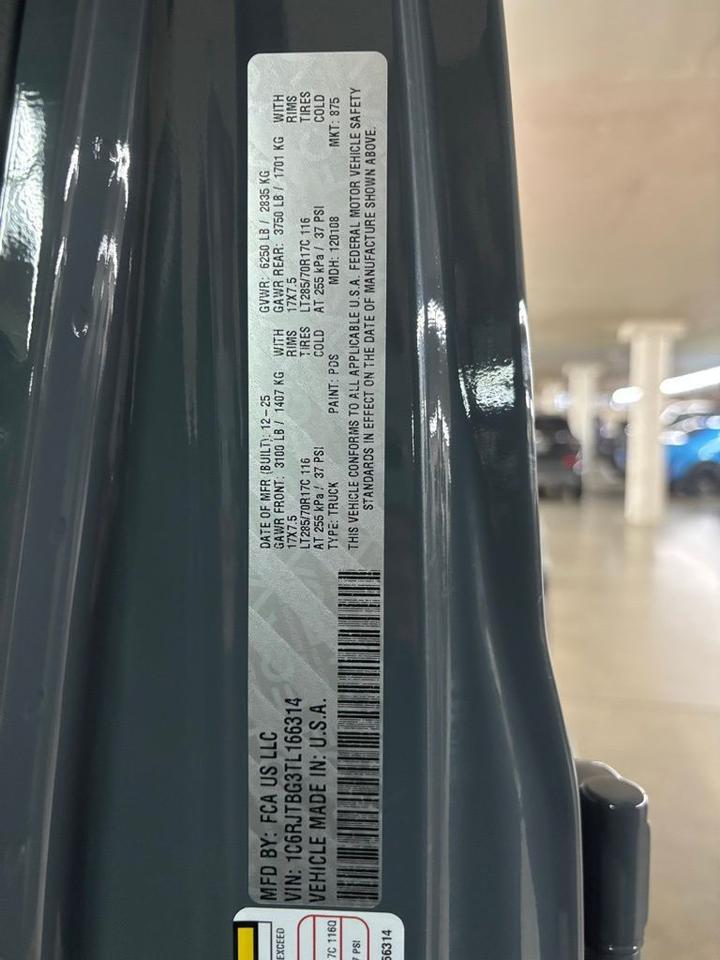 MFD BY: FCA US LLC
VIN: 1C6RJTBG3TL166314
VEHICLE MADE IN: U.S.A.
DATE OF MFR (BUILT): 12-25 GVWR: 6250 LB / 2835 KG
GAWR FRONT: 3100 LB / 1407 KG WITH GAWR REAR: 3750 LB / 1701 KG WITH
17X7.5 RIMS 17X7.5 RIMS
LT285/70R17C 116 TIRES LT285/70R17C 116 TIRES
AT 255 kPa / 37 PSI COLD AT 255 kPa / 37 PSI COLD
TYPE: TRUCK PAINT: PDS MDH: 120108 MKT: 875
THIS VEHICLE CONFORMS TO ALL APPLICABLE U.S.A. FEDERAL MOTOR VEHICLE SAFETY
STANDARDS IN EFFECT ON THE DATE OF MANUFACTURE SHOWN ABOVE.
EXCEED
7C 116Q
7 PSI
66314